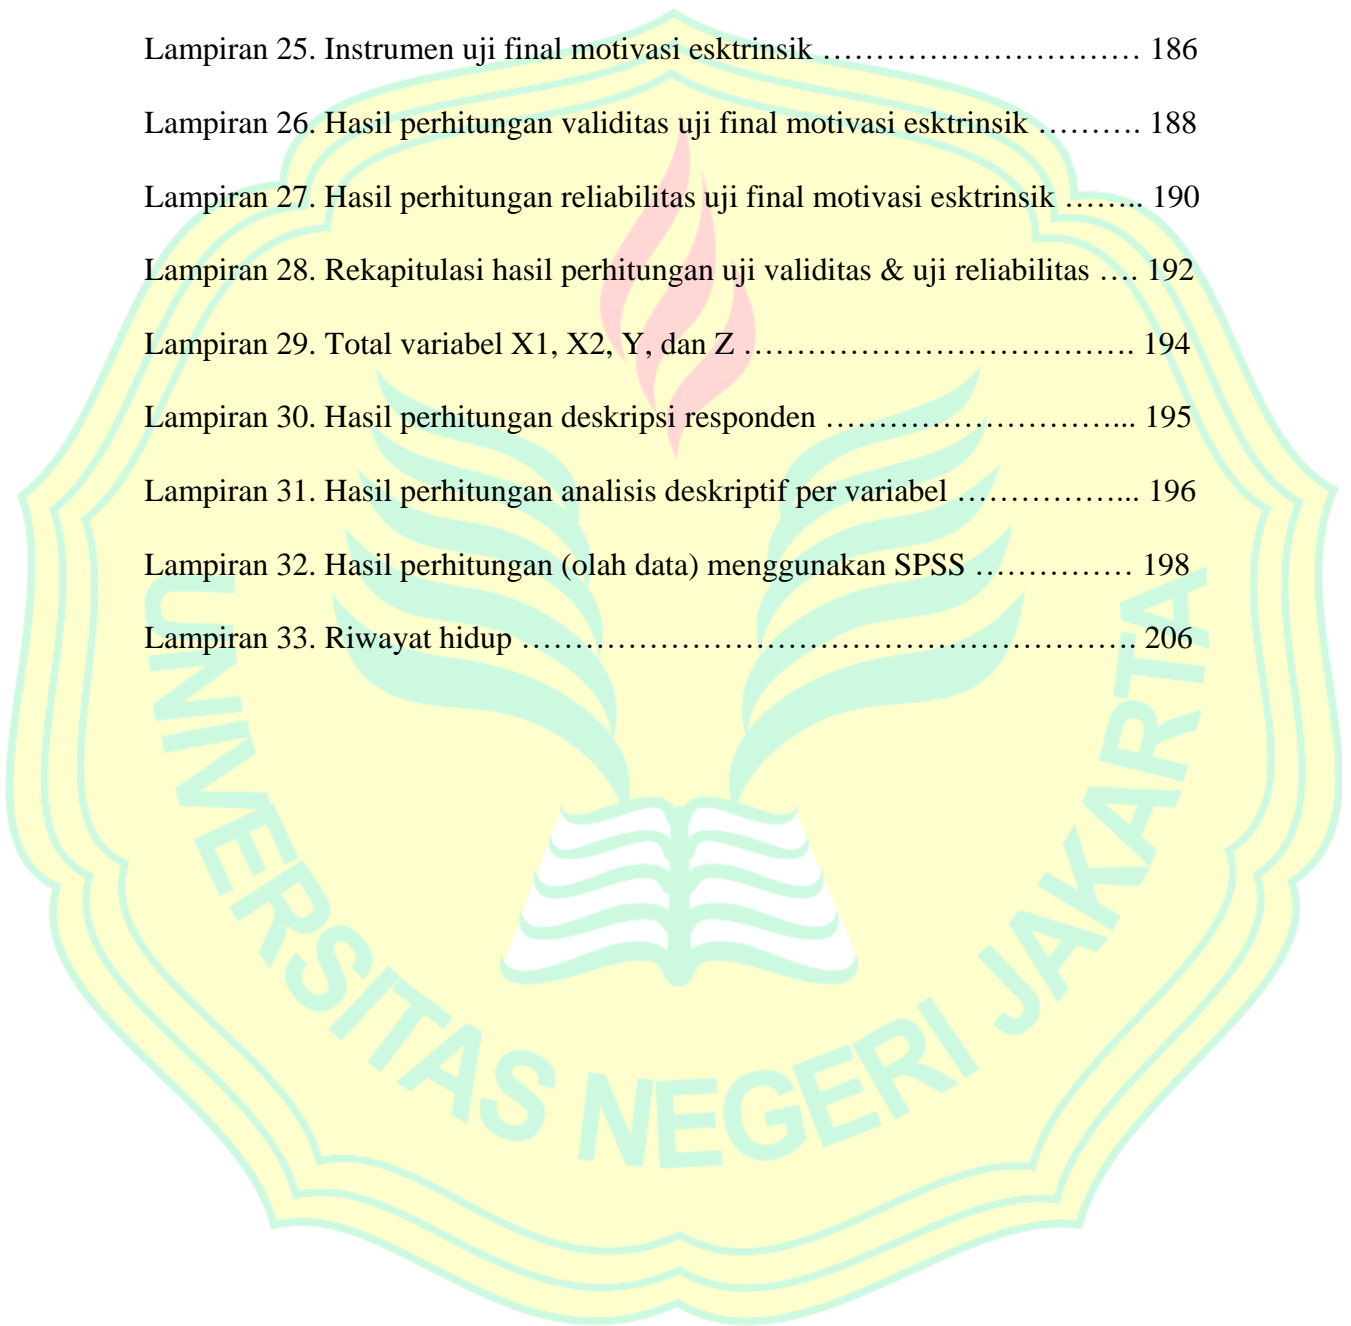 Lampiran 25. Instrumen uji final motivasi esktrinsik ………………………… 186
Lampiran 26. Hasil perhitungan validitas uji final motivasi esktrinsik ………. 188
Lampiran 27. Hasil perhitungan reliabilitas uji final motivasi esktrinsik …….. 190
Lampiran 28. Rekapitulasi hasil perhitungan uji validitas & uji reliabilitas …. 192
Lampiran 29. Total variabel X1, X2, Y, dan Z ………………………………. 194
Lampiran 30. Hasil perhitungan deskripsi responden ………………………... 195
Lampiran 31. Hasil perhitungan analisis deskriptif per variabel ……………... 196
Lampiran 32. Hasil perhitungan (olah data) menggunakan SPSS …………… 198
Lampiran 33. Riwayat hidup …………………………………………………. 206
UNIVERSITAS NEGERI JAKARTA